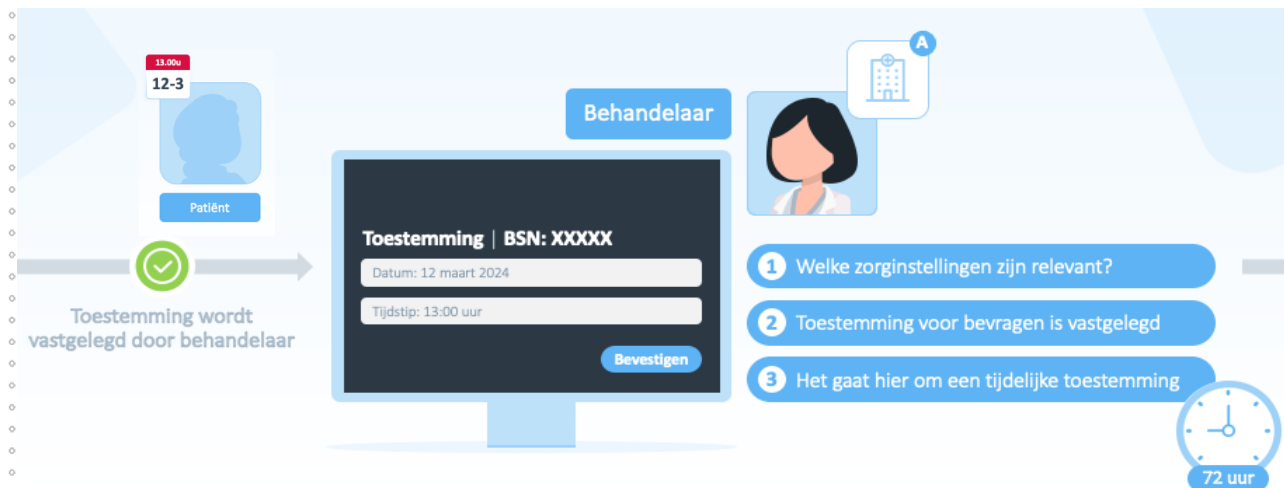 13.00u
12-3
Patiënt
Toestemming wordt
vastgelegd door behandelaar
Behandelaar
A
Toestemming | BSN: XXXXX
Datum: 12 maart 2024
Tijdstip: 13:00 uur
Bevestigen
1 Welke zorginstellingen zijn relevant?
2 Toestemming voor bevragen is vastgelegd
3 Het gaat hier om een tijdelijke toestemming
72 uur